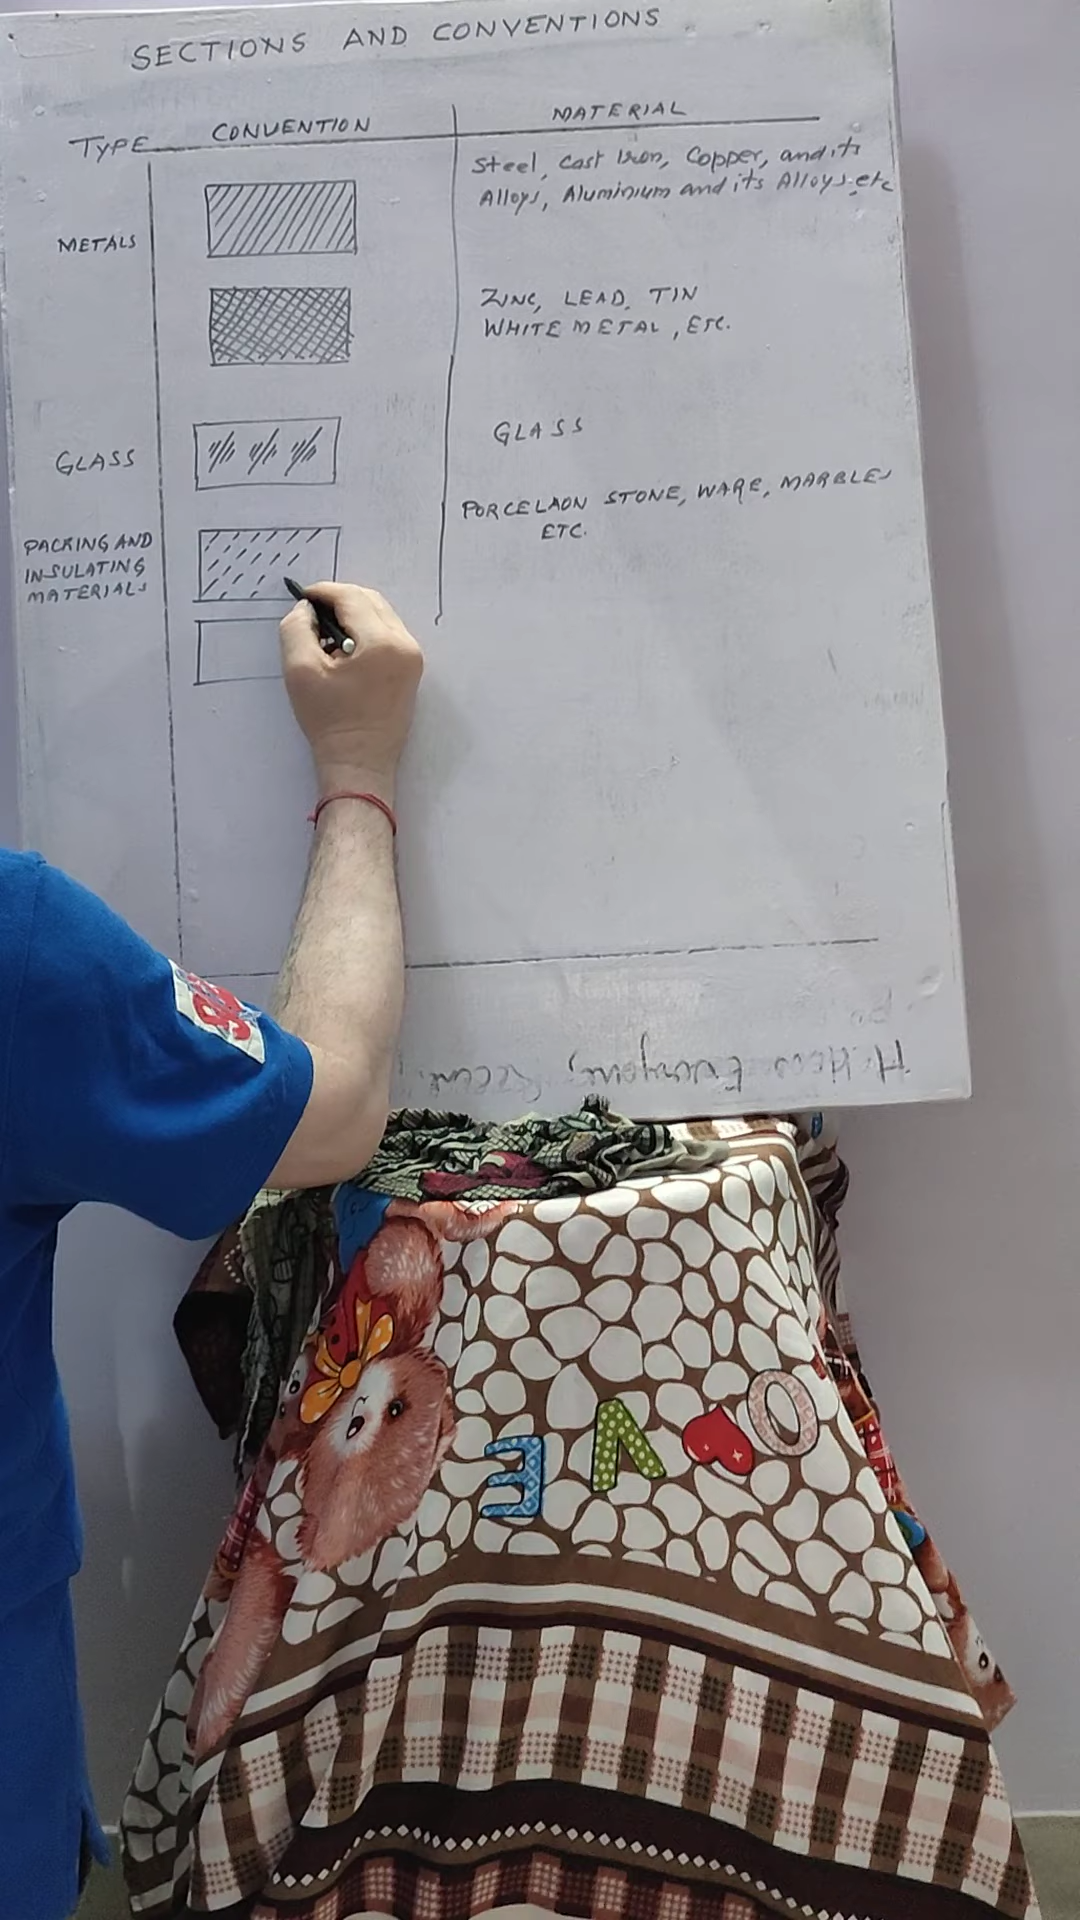 SECTIONS AND CONVENTIONS
TYPE CONVENTION MATERIAL
METALS
Steel, Cast Iron, Copper, and its
Alloys, Aluminium and its Alloys etc
ZINC, LEAD, TIN
WHITE METAL, ETC.
GLASS
GLASS
PACKING AND
INSULATING
MATERIALS
PORCELAON STONE, WARE, MARBLES
ETC.
O
V
E